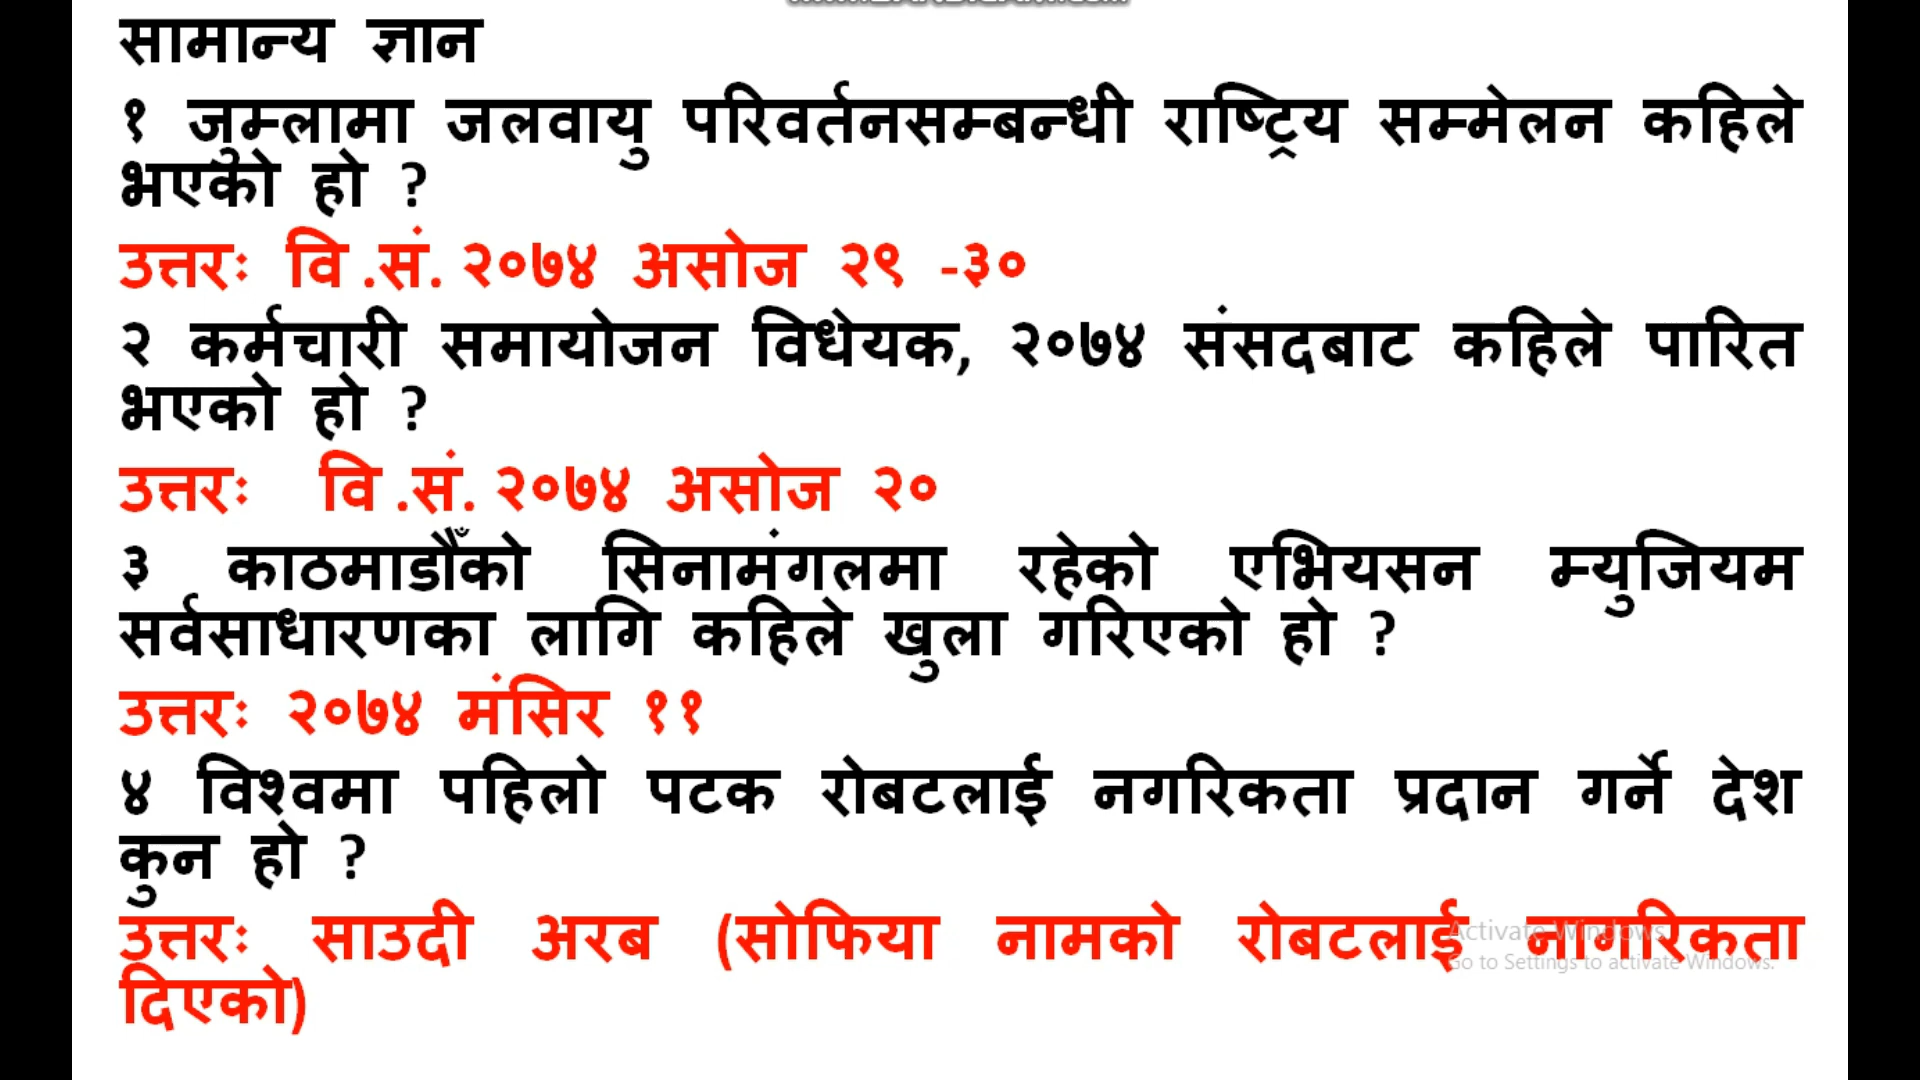 सामान्य ज्ञान
१ जुम्लामा जलवायु परिवर्तनसम्बन्धी राष्ट्रिय सम्मेलन कहिले
भएको हो ?
उत्तरः वि .सं. २०७४ असोज २९ -३०
२ कर्मचारी समायोजन विधेयक, २०७४ संसदबाट कहिले पारित
भएको हो ?
उत्तरः वि .सं. २०७४ असोज २०
३ काठमाडौँको सिनामंगलमा रहेको एभियसन म्युजियम
सर्वसाधारणका लागि कहिले खुला गरिएको हो ?
उत्तरः २०७४ मंसिर ११
४ विश्वमा पहिलो पटक रोबटलाई नगरिकता प्रदान गर्ने देश
कुन हो ?
उत्तरः साउदी अरब (सोफिया नामको रोबटलाई नागरिकता
दिएको)
Activate Windows
Go to Settings to activate Windows.